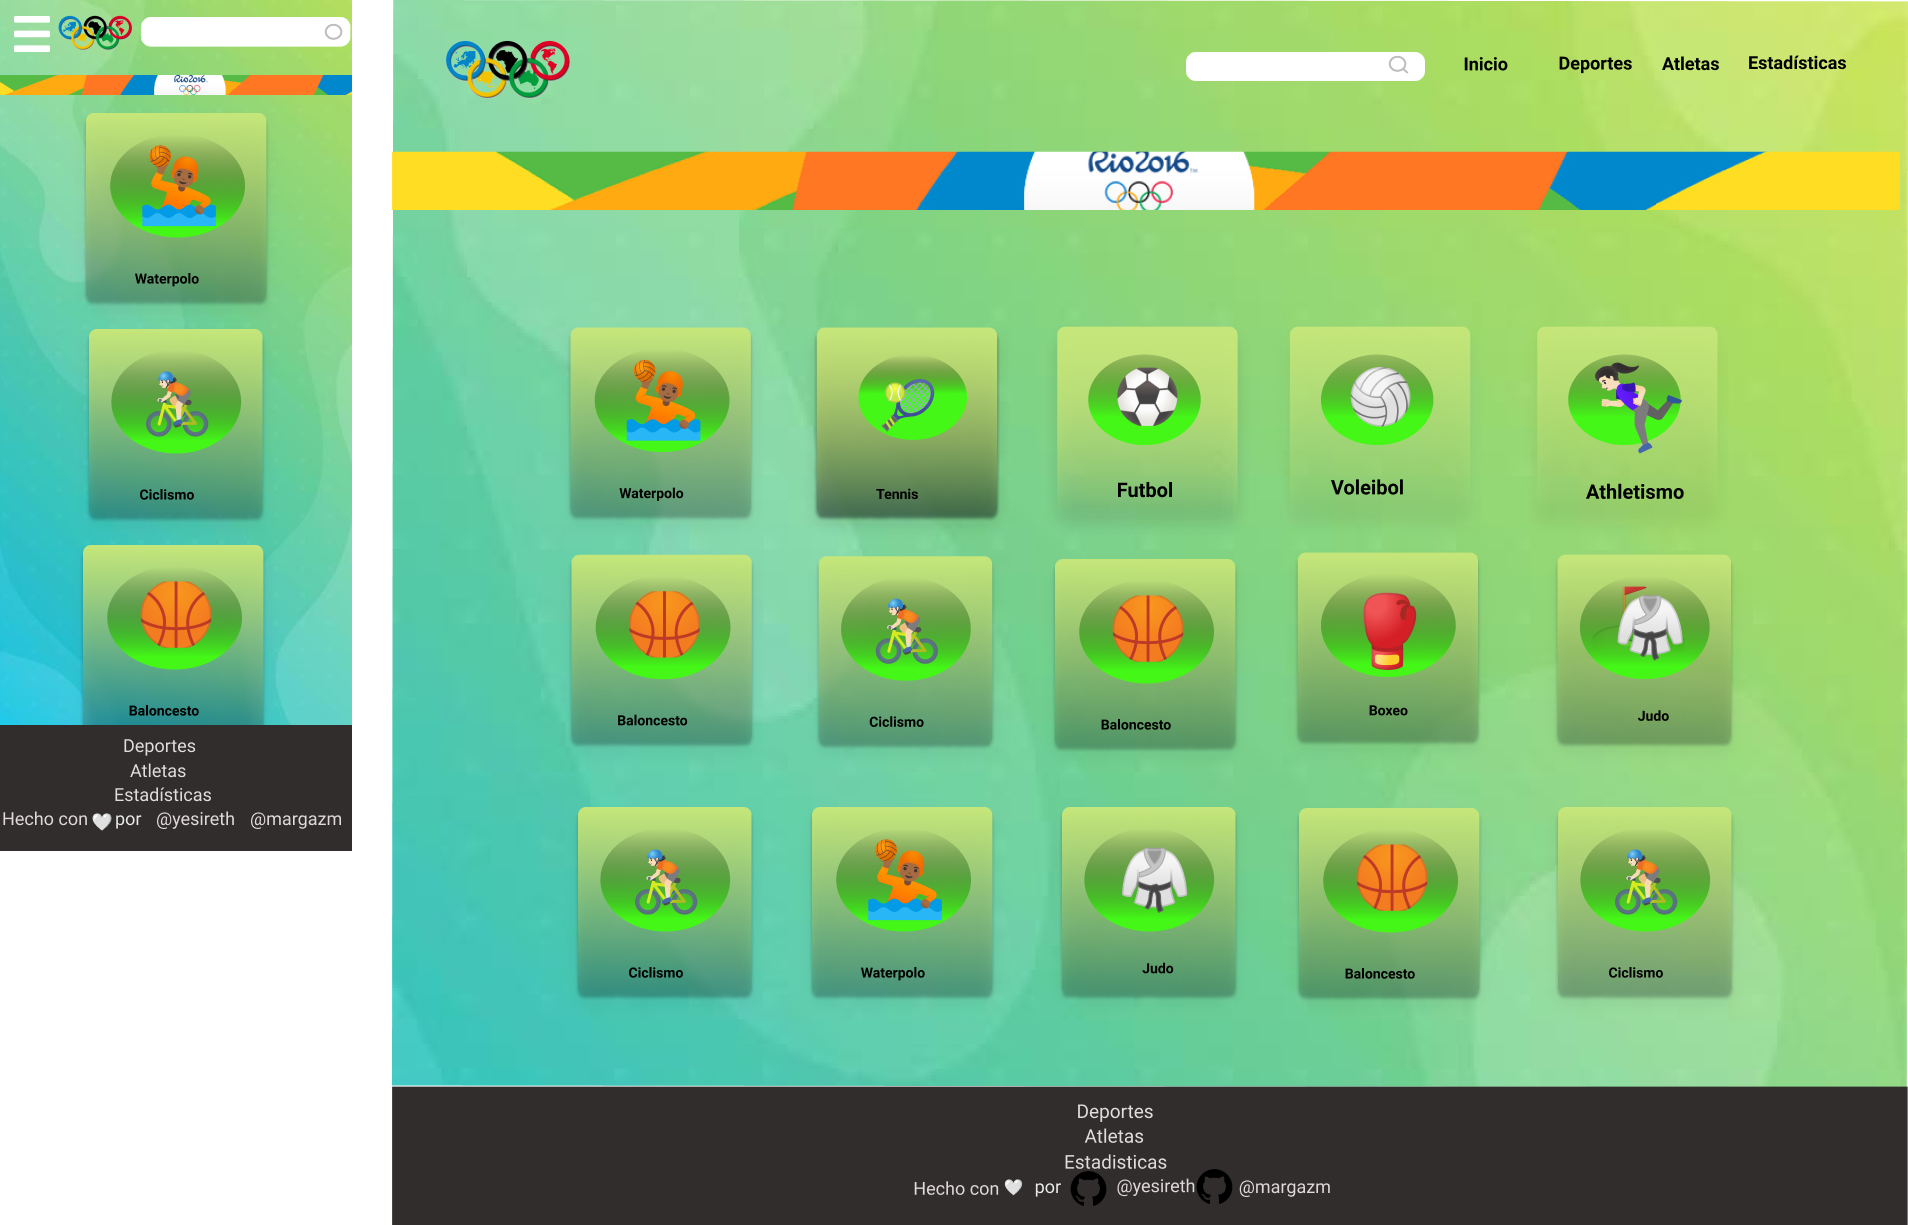 Rio2016
Waterpolo
Ciclismo
Baloncesto
Deportes
Atletas
Estadísticas
Hecho con por @yesireth @margazm
Inicio Deportes Atletas Estadísticas
Rio2016™
Waterpolo Tennis Futbol Voleibol Athletismo
Baloncesto Ciclismo Baloncesto Boxeo Judo
Ciclismo Waterpolo Judo Baloncesto Ciclismo
Deportes
Atletas
Estadisticas
Hecho con por @yesireth @margazm